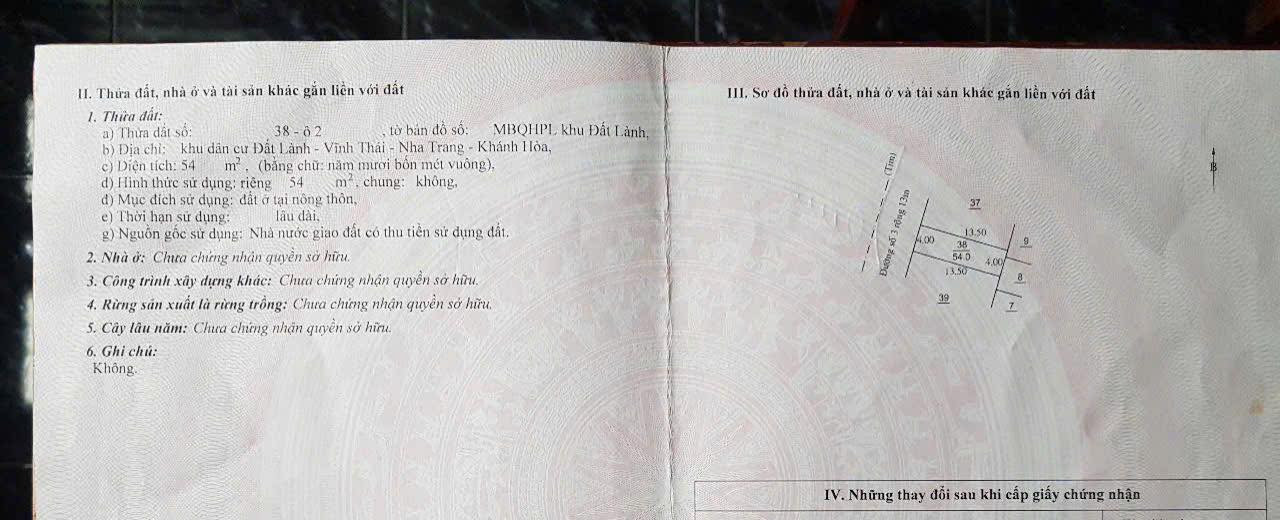 II. Thửa đất, nhà ở và tài sản khác gắn liền với đất
1. Thửa đất:
a) Thửa đất số: 38 - ô 2 , tờ bản đồ số: MBQHPL khu Đất Lành,
b) Địa chỉ: khu dân cư Đất Lành - Vĩnh Thái - Nha Trang - Khánh Hòa,
c) Diện tích: 54 m², (bằng chữ: năm mươi bốn mét vuông),
d) Hình thức sử dụng: riêng 54 m², chung: không,
đ) Mục đích sử dụng: đất ở tại nông thôn,
e) Thời hạn sử dụng: lâu dài,
g) Nguồn gốc sử dụng: Nhà nước giao đất có thu tiền sử dụng đất.
2. Nhà ở: Chưa chứng nhận quyền sở hữu.
3. Công trình xây dựng khác: Chưa chứng nhận quyền sở hữu.
4. Rừng sản xuất là rừng trồng: Chưa chứng nhận quyền sở hữu.
5. Cây lâu năm: Chưa chứng nhận quyền sở hữu.
6. Ghi chú:
Không.
III. Sơ đồ thửa đất, nhà ở và tài sản khác gắn liền với đất
B
(Tim)
Đường số 3 rộng 13m
37
13.50
4.00
38
54.0
4.00
13.50
9
8
7
39
IV. Những thay đổi sau khi cấp giấy chứng nhận